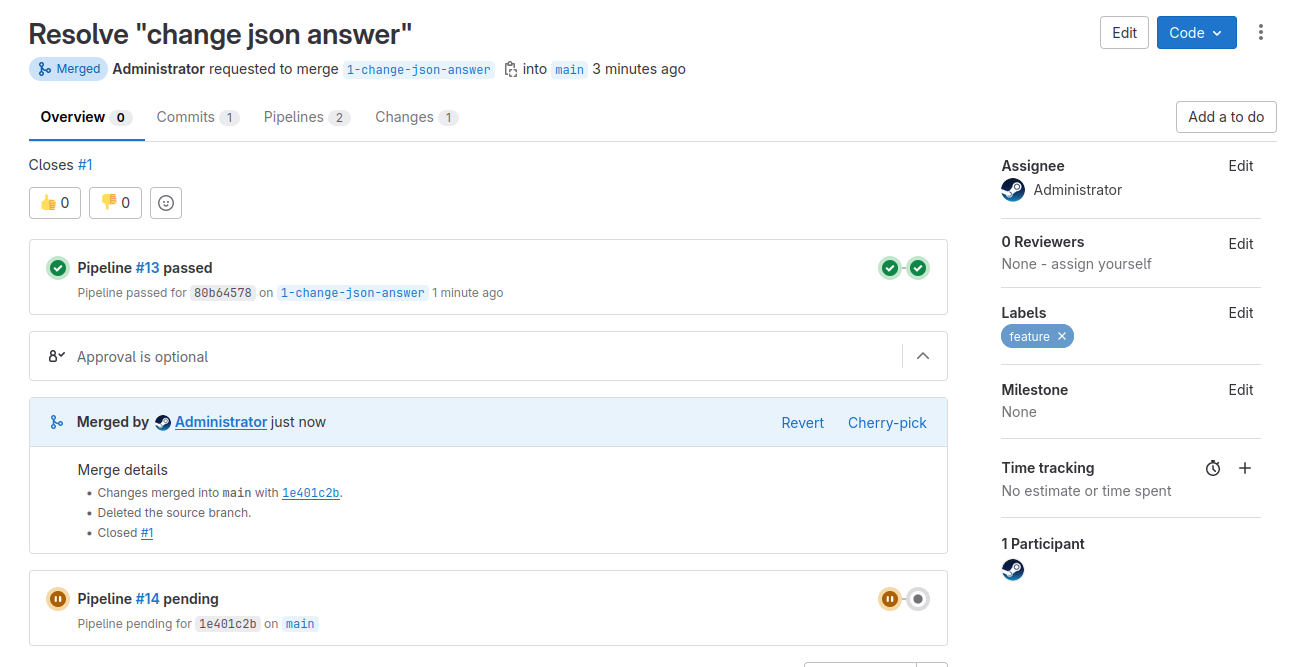 Resolve "change json answer"
Edit
Code
Merged Administrator requested to merge 1-change-json-answer into main 3 minutes ago
Overview 0 Commits 1 Pipelines 2 Changes 1
Add a to do
Closes #1
0 0
Pipeline #13 passed
Pipeline passed for 80b64578 on 1-change-json-answer 1 minute ago
Approval is optional
Merged by Administrator just now
Revert Cherry-pick
Merge details
• Changes merged into main with 1e401c2b.
• Deleted the source branch.
• Closed #1
Pipeline #14 pending
Pipeline pending for 1e401c2b on main
Assignee Edit
Administrator
0 Reviewers Edit
None - assign yourself
Labels Edit
feature ×
Milestone Edit
None
Time tracking +
No estimate or time spent
1 Participant